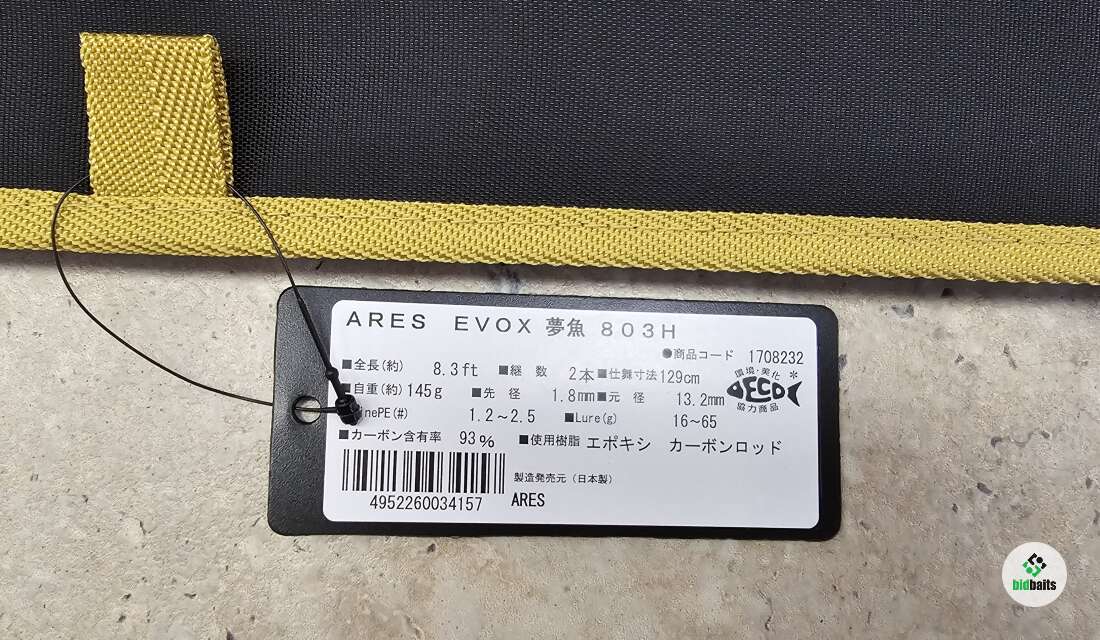 ARES EVOX 夢魚 803H
●商品コード 1708232
■全長(約) 8.3ft ■継 数 2本 ■仕舞寸法 129cm
■自重(約) 145g ■先 径 1.8mm ■元 径 13.2mm
環境・美化
ECO
協力商品
inePE(#) 1.2~2.5 ■Lure(g) 16~65
■カーボン含有率 93% ■使用樹脂 エポキシ カーボンロッド
製造発売元(日本製)
4952260034157 ARES
bidbaits